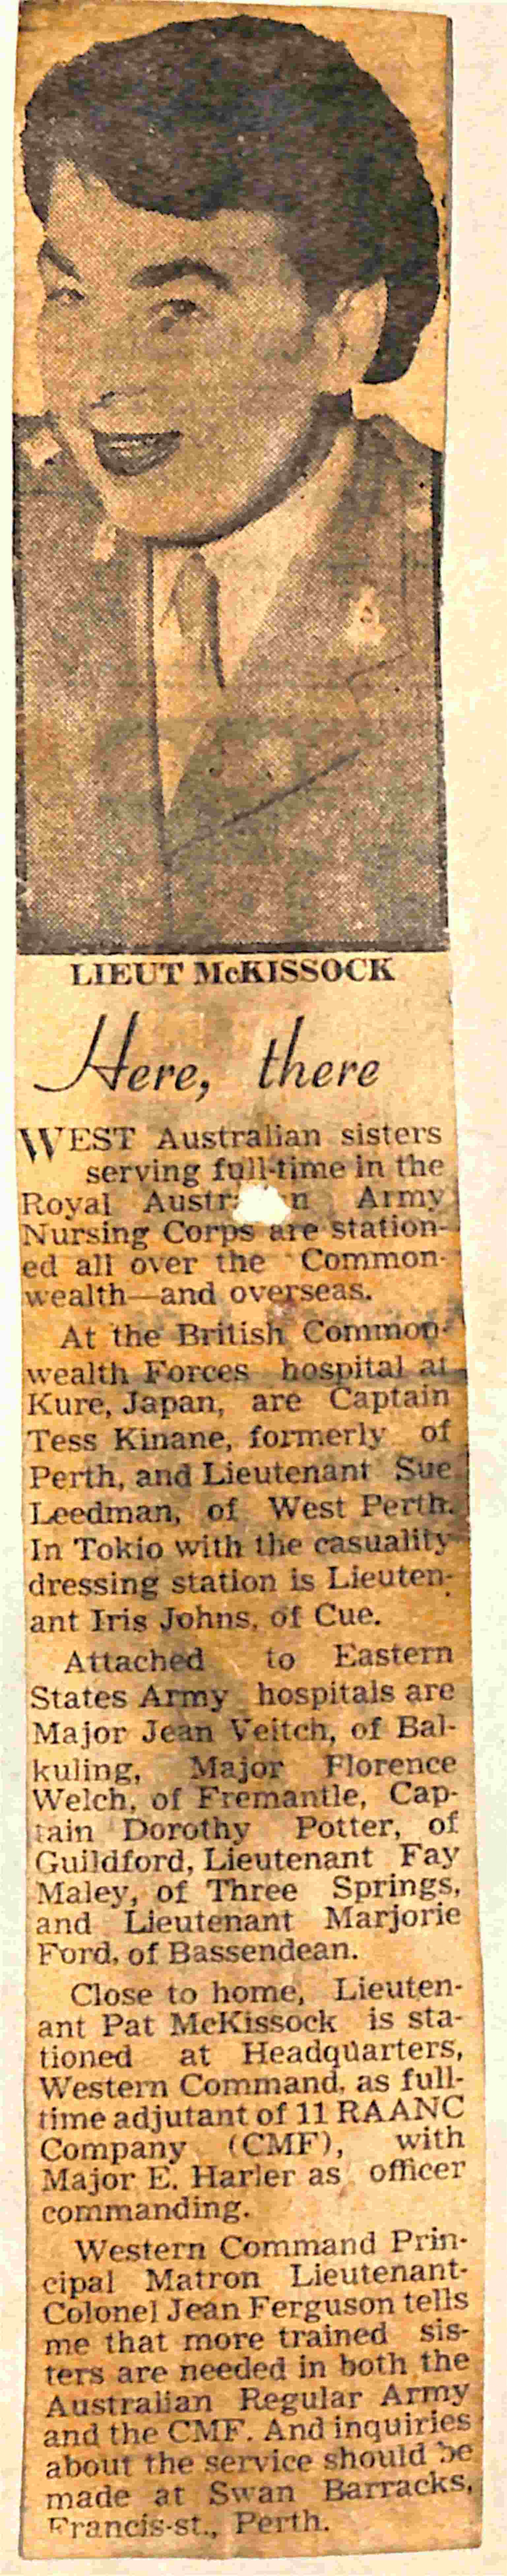 LIEUT McKISSOCK
Here, there
WEST Australian sisters
serving full-time in the
Royal Austr n Army
Nursing Corps are station-
ed all over the Common-
wealth—and overseas.
At the British Common-
wealth Forces hospital at
Kure, Japan, are Captain
Tess Kinane, formerly of
Perth, and Lieutenant Sue
Leedman, of West Perth.
In Tokio with the casuality
dressing station is Lieuten-
ant Iris Johns, of Cue.
Attached to Eastern
States Army hospitals are
Major Jean Veitch, of Bal-
kuling, Major Florence
Welch, of Fremantle, Cap-
tain Dorothy Potter, of
Guildford, Lieutenant Fay
Maley, of Three Springs,
and Lieutenant Marjorie
Ford, of Bassendean.
Close to home, Lieuten-
ant Pat McKissock is sta-
tioned at Headquarters,
Western Command, as full-
time adjutant of 11 RAANC
Company (CMF), with
Major E. Harler as officer
commanding.
Western Command Prin-
cipal Matron Lieutenant-
Colonel Jean Ferguson tells
me that more trained sis-
ters are needed in both the
Australian Regular Army
and the CMF. And inquiries
about the service should be
made at Swan Barracks,
Francis-st., Perth.